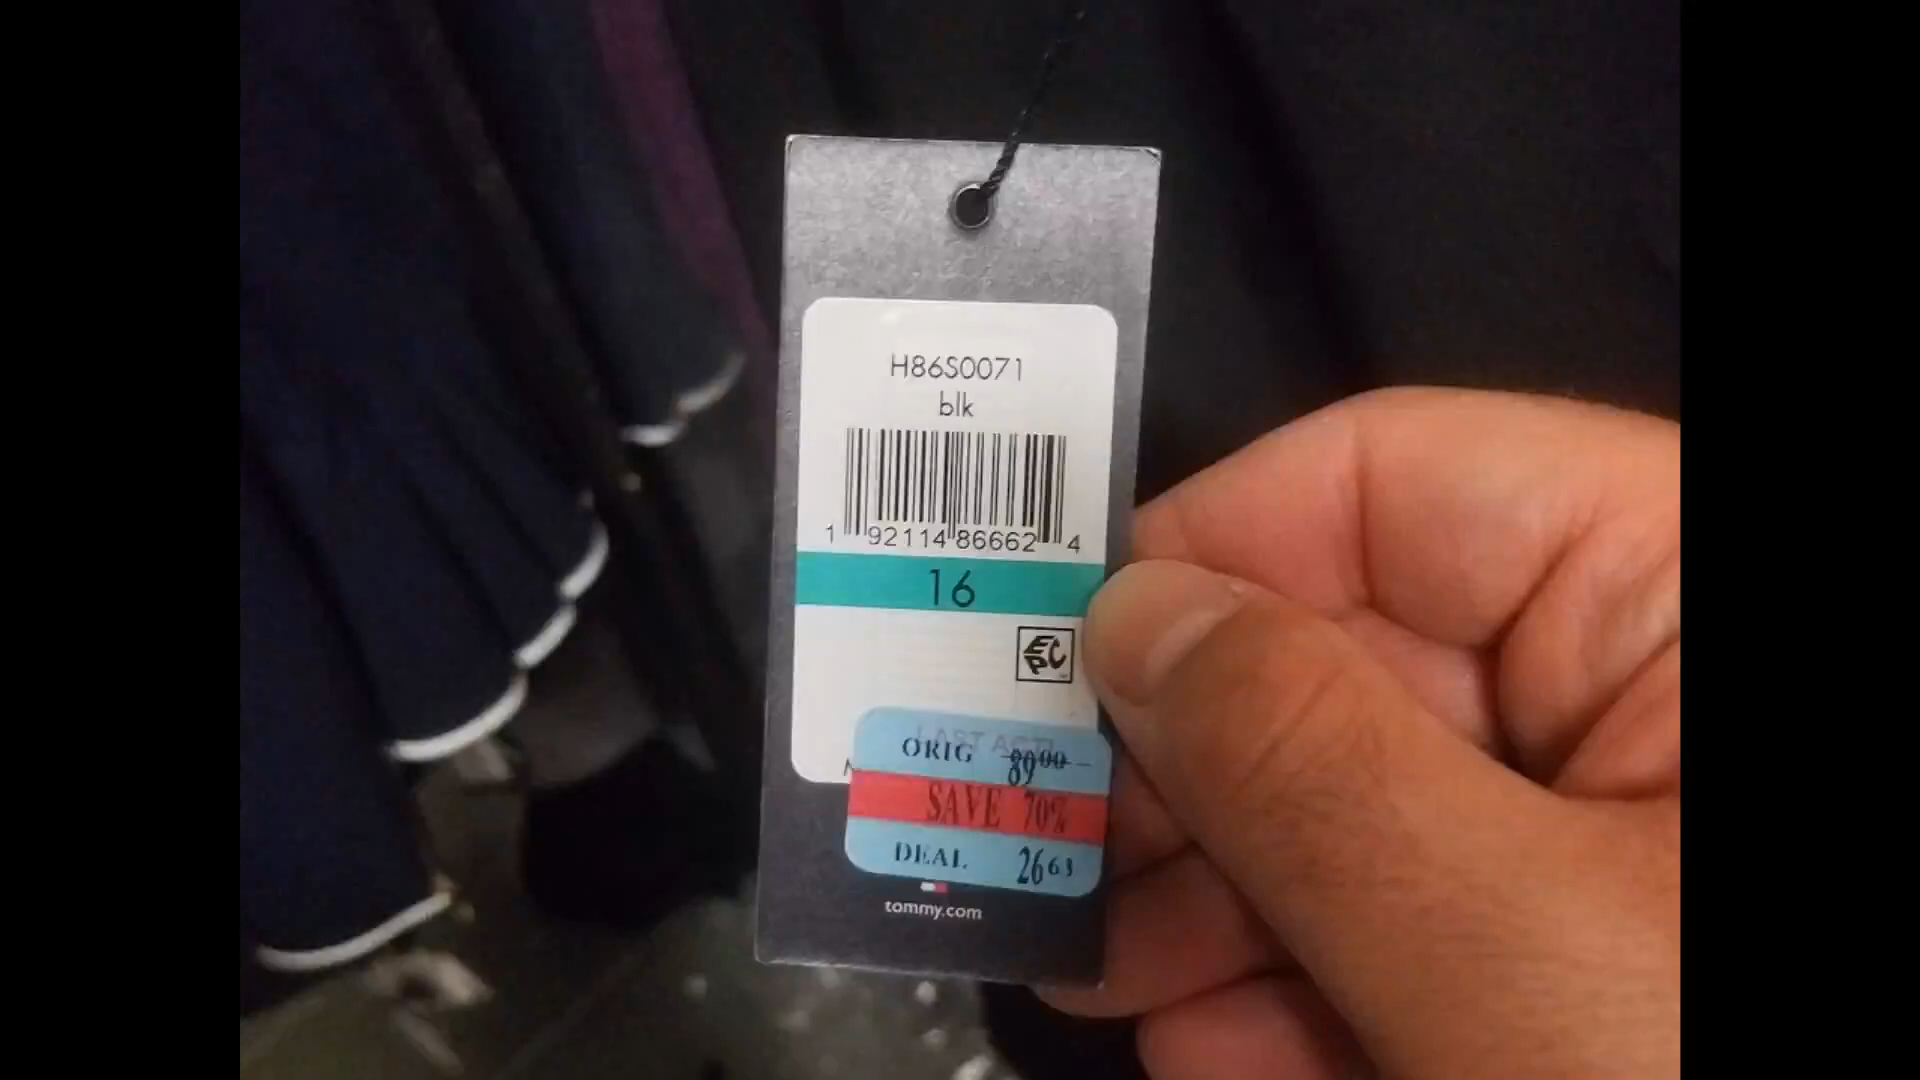 H86S0071
blk
1 92114 86662 4
16
EPC
LAST ACT!
ORIG 89.00
SAVE 70%
DEAL 26.63
tommy.com